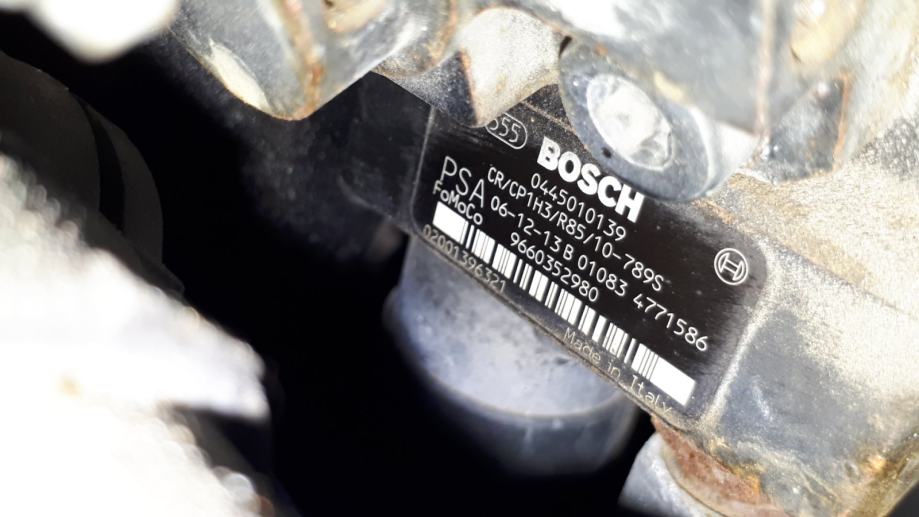 555
BOSCH
0445010139
CR/CP1H3/R85/10-789S
PSA
FoMoCo
06-12-13 B 01083 4771586
9660352980
02001396321
Made in Italy